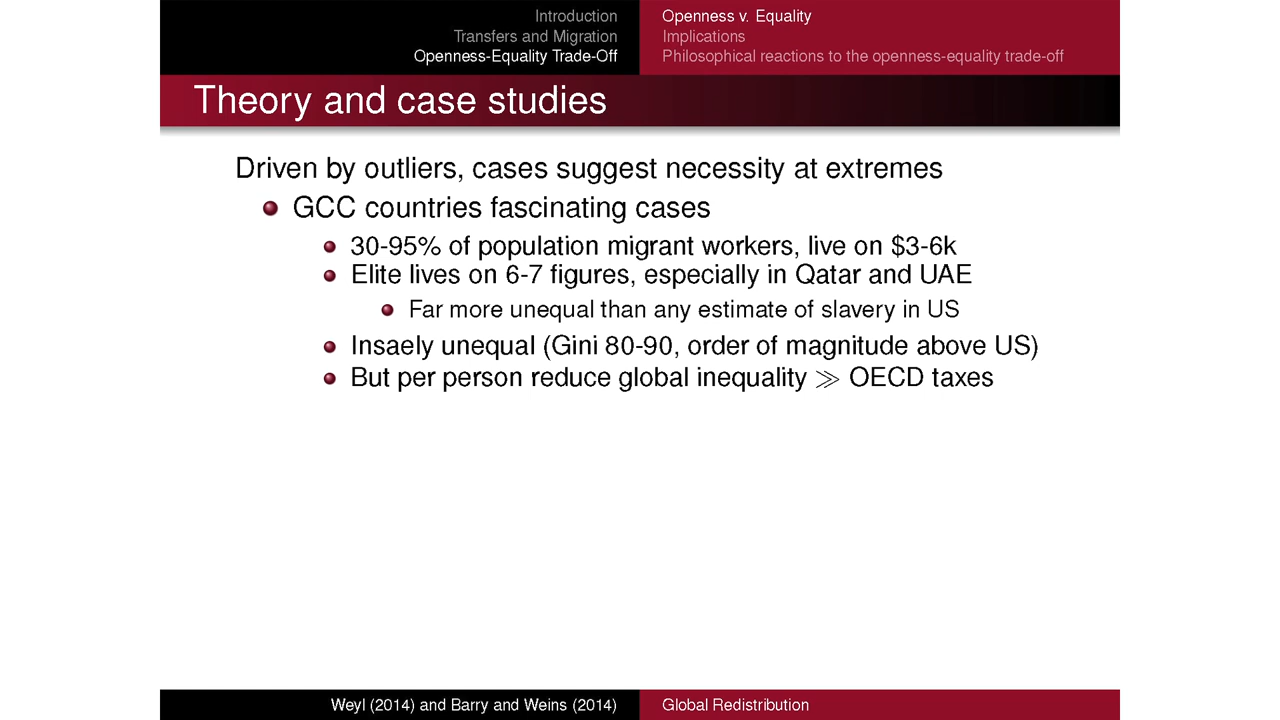 Introduction
Transfers and Migration
Openness-Equality Trade-Off
Openness v. Equality
Implications
Philosophical reactions to the openness-equality trade-off
Theory and case studies
Driven by outliers, cases suggest necessity at extremes
GCC countries fascinating cases
30-95% of population migrant workers, live on $3-6k
Elite lives on 6-7 figures, especially in Qatar and UAE
Far more unequal than any estimate of slavery in US
Insaely unequal (Gini 80-90, order of magnitude above US)
But per person reduce global inequality ≫ OECD taxes
Weyl (2014) and Barry and Weins (2014)
Global Redistribution